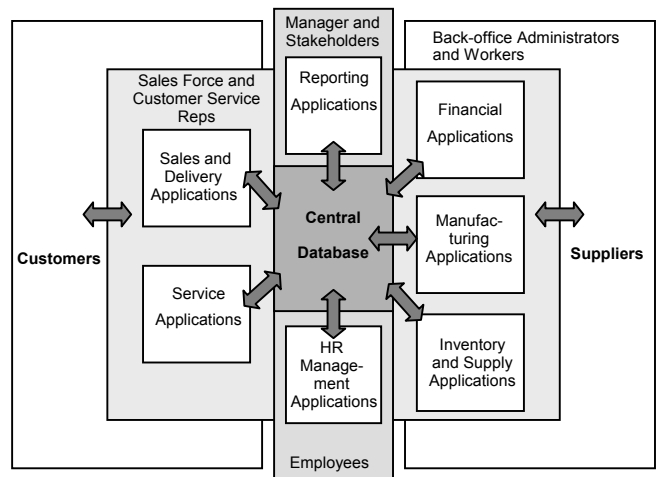 Manager and
Stakeholders
Back-office Administrators
and Workers
Sales Force and
Customer Service
Reps
Reporting
Applications
Financial
Applications
Sales and
Delivery
Applications
Central
Database
Manufac-
turing
Applications
Customers
Suppliers
Service
Applications
HR
Manage-
ment
Applications
Inventory
and Supply
Applications
Employees